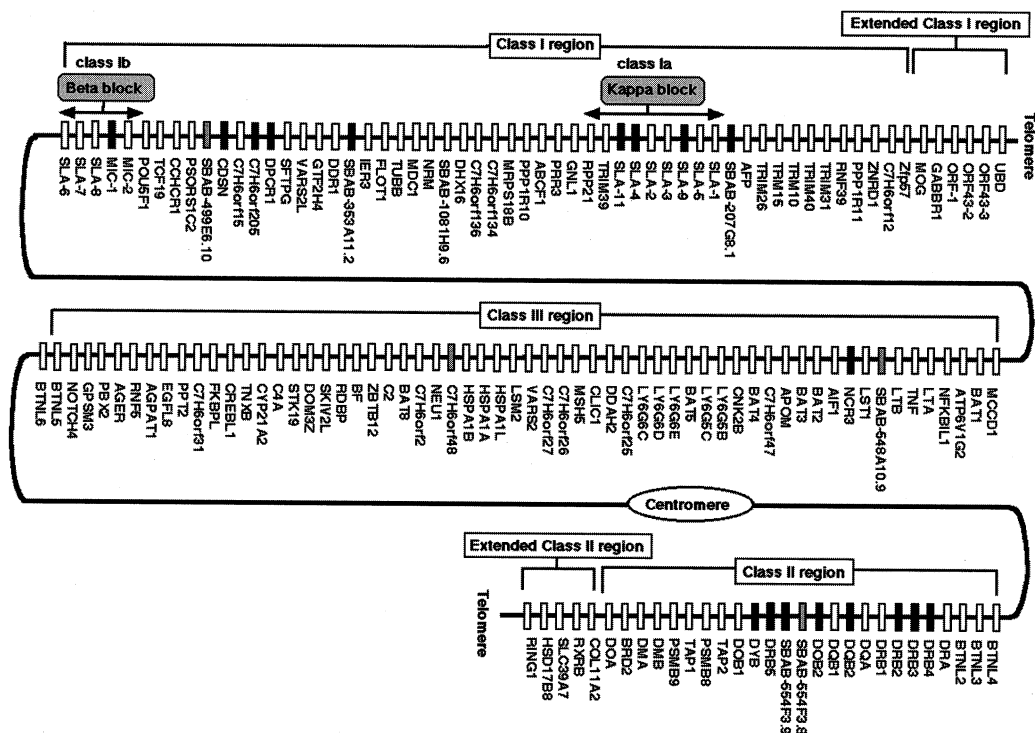 Extended Class I region
Class I region
class Ib
class Ia
Beta block
Kappa block
Telomere
SLA-6
SLA-7
SLA-8
MIC-1
MIC-2
POU5F1
TCF19
CCHCR1
PSORS1C2
SBAB-499E6.10
CDSN
C7H6orf15
C7H6orf205
DPCR1
SFTPG
VARS2L
GTF2H4
DDR1
SBAB-353A11.2
IER3
FLOT1
TUBB
MDC1
NRM
SBAB-1081H9.6
DHX16
C7H6orf136
C7H6orf134
MRPS18B
PPP1R10
ABCF1
PRR3
GNL1
RPP21
TRIM39
SLA-11
SLA-4
SLA-2
SLA-3
SLA-9
SLA-5
SLA-1
SBAB-207G8.1
AFP
TRIM26
TRIM15
TRIM10
TRIM40
TRIM31
RNF39
PPP1R11
ZNRD1
C7H6orf12
Zfp57
MOG
GABBR1
ORF-1
ORF43-2
ORF43-3
UBD
Class III region
BTNL6
BTNL5
NOTCH4
GPSM3
PBX2
AGER
RNF5
AGPAT1
EGFL8
PPT2
C7H6orf31
FKBPL
CREBL1
TNXB
CYP21A2
C4A
STK19
DOM3Z
SKIV2L
RDBP
BF
ZBTB12
C2
BAT8
C7H6orf27
NEU1
C7H6orf48
HSPA1B
HSPA1A
HSPA1L
LSM2
VARS2
C7H6orf27
C7H6orf26
MSH5
CLIC1
DDAH2
C7H6orf25
LY6G6C
LY6G6D
LY6G6E
BAT5
LY6G5C
LY6G5B
CNK2B
BAT4
C7H6orf47
APOM
BAT3
BAT2
AIF1
NCR3
LST1
SBAB-548A10.9
LTB
TNF
LTA
NFKBIL1
ATP6V1G2
BAT1
MCCD1
Centromere
Extended Class II region
Class II region
Telomere
RING1
HSD17B8
SLC39A7
RXRB
COL11A2
DOA
BRD2
DMA
DMB
PSMB9
TAP1
PSMB8
TAP2
DOB1
DYB
DRB5
SBAB-554F3.9
SBAB-554F3.8
DOB2
DQB1
DQB2
DQA
DRB1
DRB2
DRB3
DRB4
DRA
BTNL2
BTNL3
BTNL4